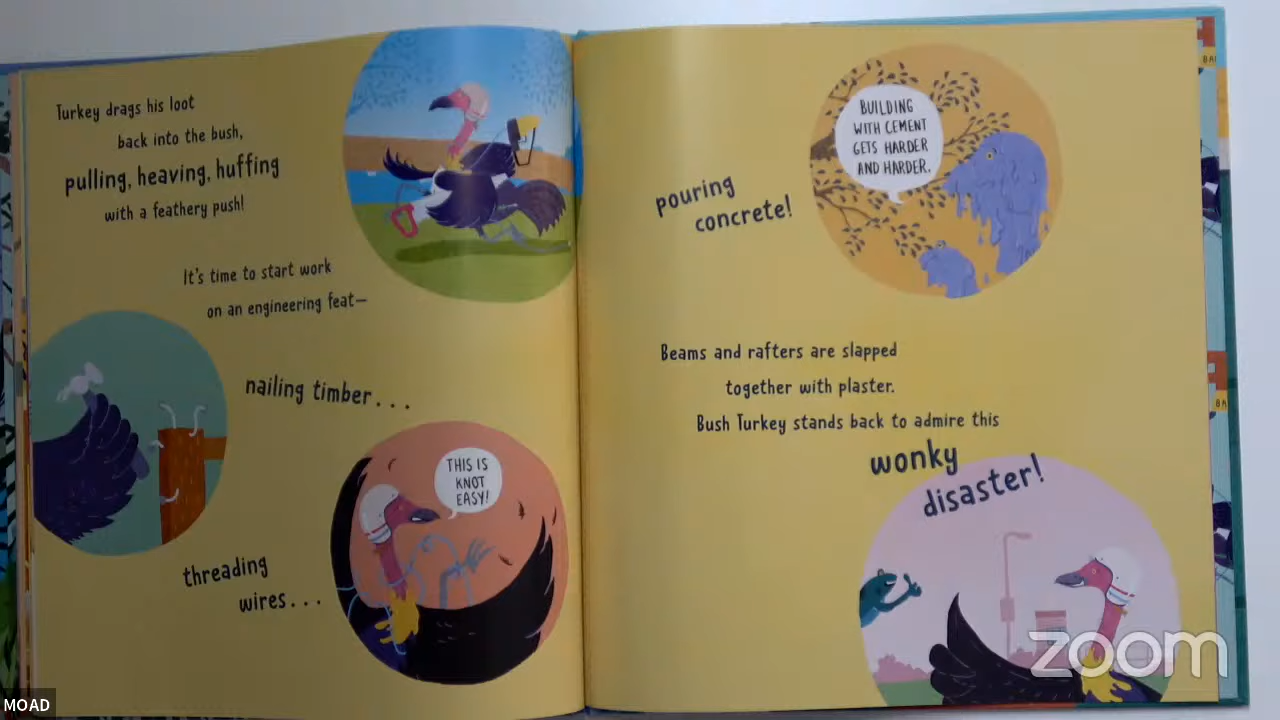 Turkey drags his loot
back into the bush,
pulling, heaving, huffing
with a feathery push!
It's time to start work
on an engineering feat—
nailing timber...
THIS IS
KNOT
EASY!
threading
wires...
pouring
concrete!
BUILDING
WITH CEMENT
GETS HARDER
AND HARDER.
Beams and rafters are slapped
together with plaster.
Bush Turkey stands back to admire this
wonky
disaster!
zoom
MOAD